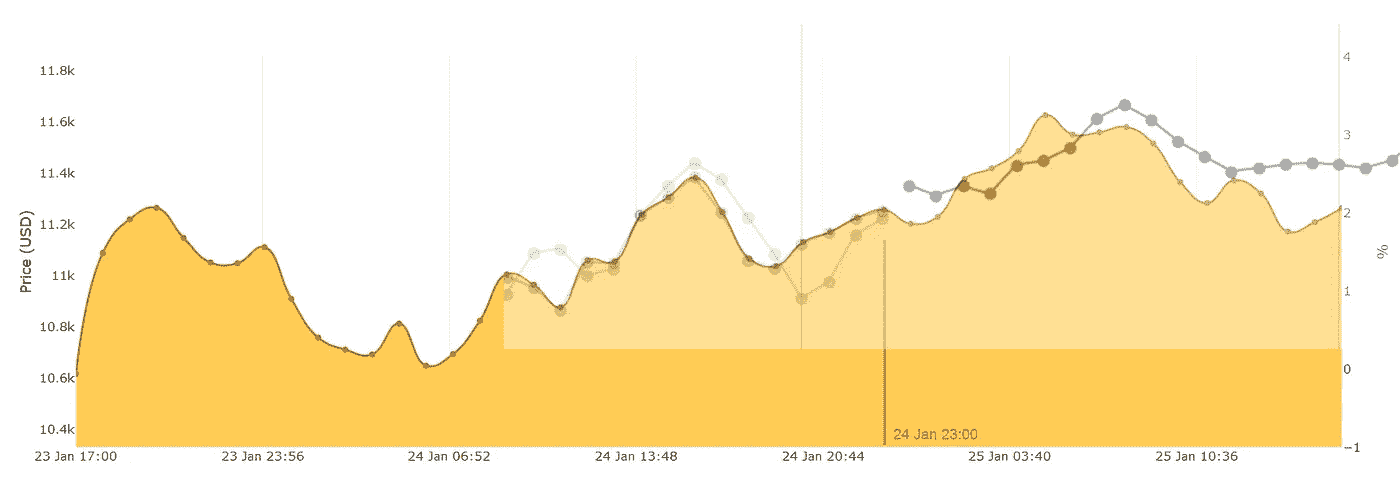 11.8k
11.6k
11.4k
11.2k
11k
10.8k
10.6k
10.4k
Price (USD)
4
3
2
1
0
−1
%
24 Jan 23:00
23 Jan 17:00
23 Jan 23:56
24 Jan 06:52
24 Jan 13:48
24 Jan 20:44
25 Jan 03:40
25 Jan 10:36